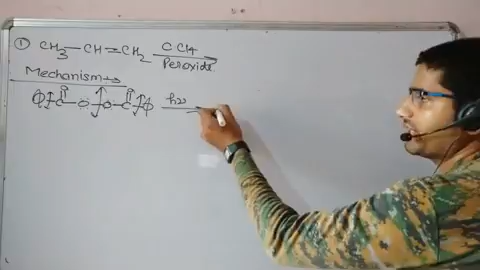 ① CH3 — CH = CH2 CCl4
Peroxide
Mechanism →
Φ C O O C Φ hν
O O